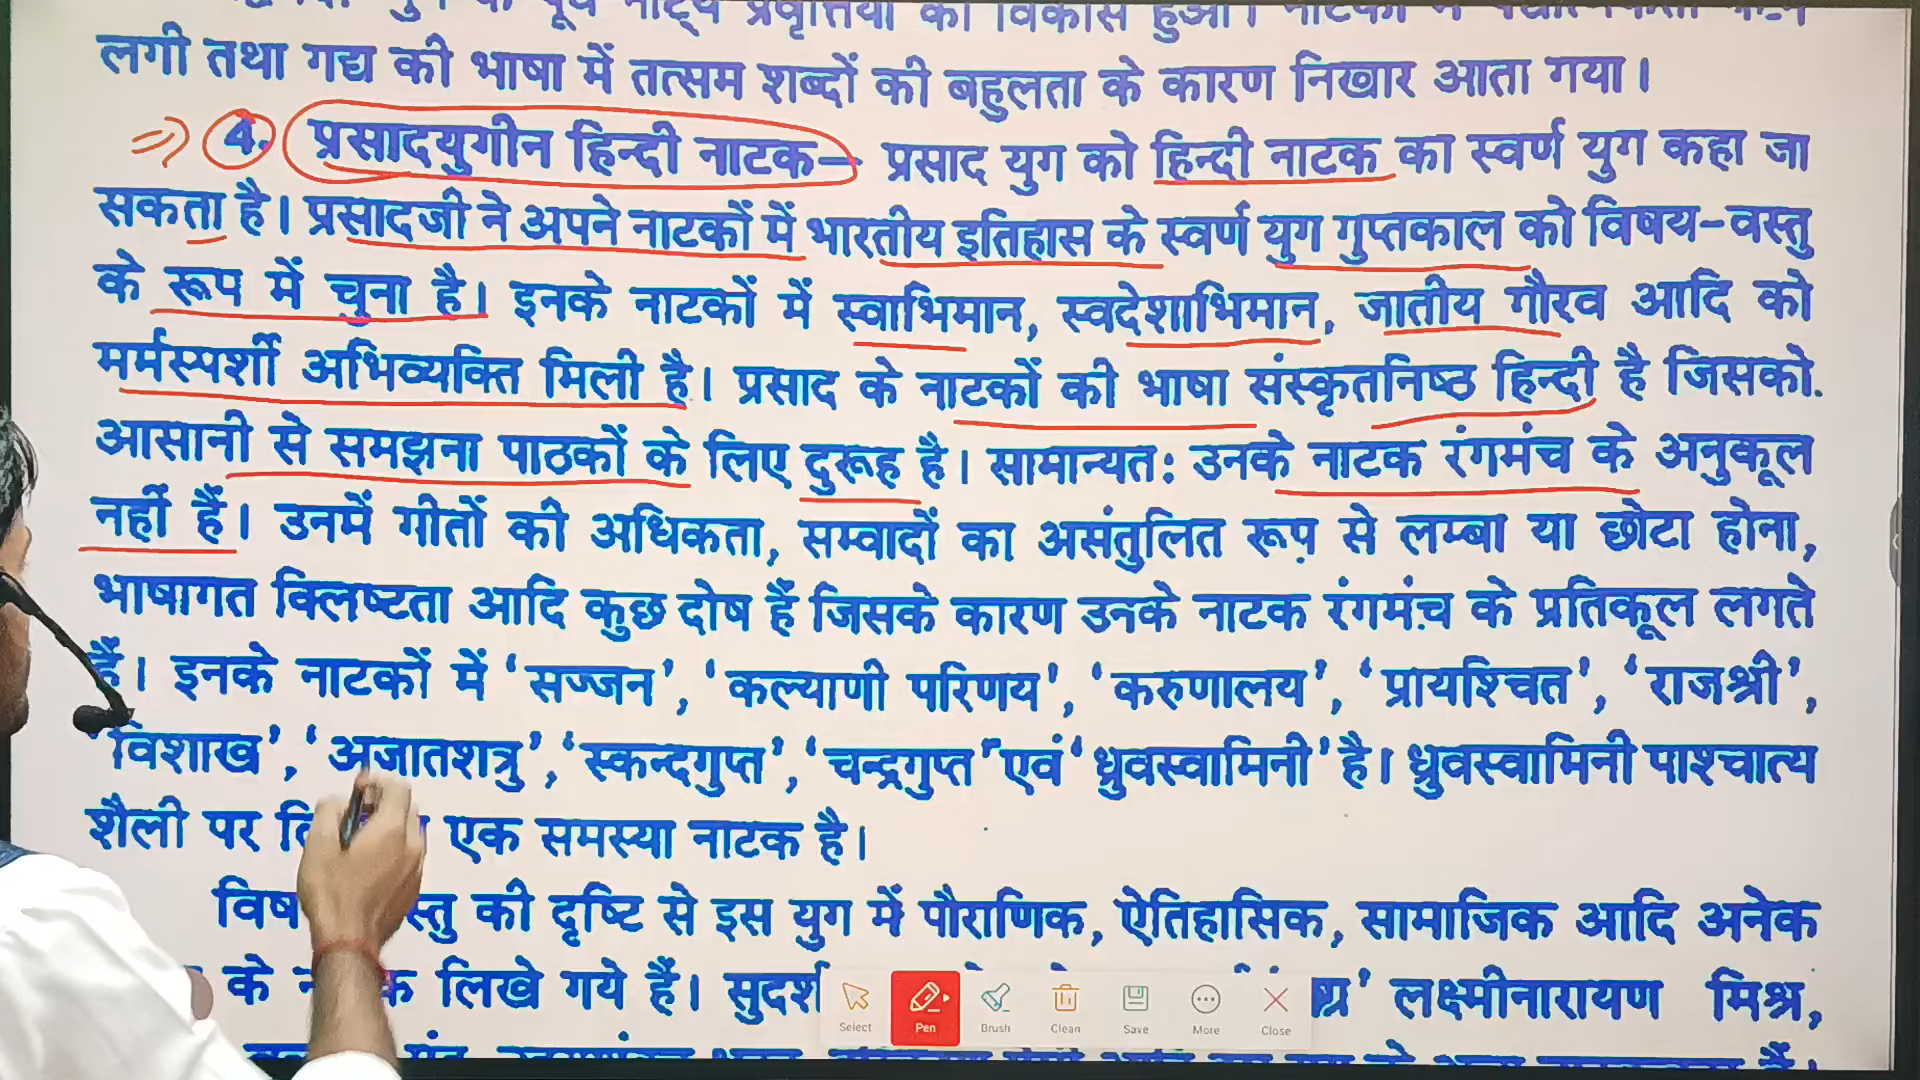 लगी तथा गद्य की भाषा में तत्सम शब्दों की बहुलता के कारण निखार आता गया।
4. प्रसादयुगीन हिन्दी नाटक– प्रसाद युग को हिन्दी नाटक का स्वर्ण युग कहा जा
सकता है। प्रसादजी ने अपने नाटकों में भारतीय इतिहास के स्वर्ण युग गुप्तकाल को विषय-वस्तु
के रूप में चुना है। इनके नाटकों में स्वाभिमान, स्वदेशाभिमान, जातीय गौरव आदि को
मर्मस्पर्शी अभिव्यक्ति मिली है। प्रसाद के नाटकों की भाषा संस्कृतनिष्ठ हिन्दी है जिसको
आसानी से समझना पाठकों के लिए दुरूह है। सामान्यतः उनके नाटक रंगमंच के अनुकूल
नहीं हैं। उनमें गीतों की अधिकता, सम्वादों का असंतुलित रूप से लम्बा या छोटा होना,
भाषागत क्लिष्टता आदि कुछ दोष हैं जिसके कारण उनके नाटक रंगमंच के प्रतिकूल लगते
हैं। इनके नाटकों में ‘सज्जन’, ‘कल्याणी परिणय’, ‘करुणालय’, ‘प्रायश्चित’, ‘राजश्री’,
‘विशाख’, ‘अजातशत्रु’, ‘स्कन्दगुप्त’, ‘चन्द्रगुप्त’ एवं ‘ध्रुवस्वामिनी’ है। ध्रुवस्वामिनी पाश्चात्य
शैली पर एक समस्या नाटक है।
की दृष्टि से इस युग में पौराणिक, ऐतिहासिक, सामाजिक आदि अनेक
के लिखे गये हैं। लक्ष्मीनारायण मिश्र,
Select Pen Brush Clean Save More Close